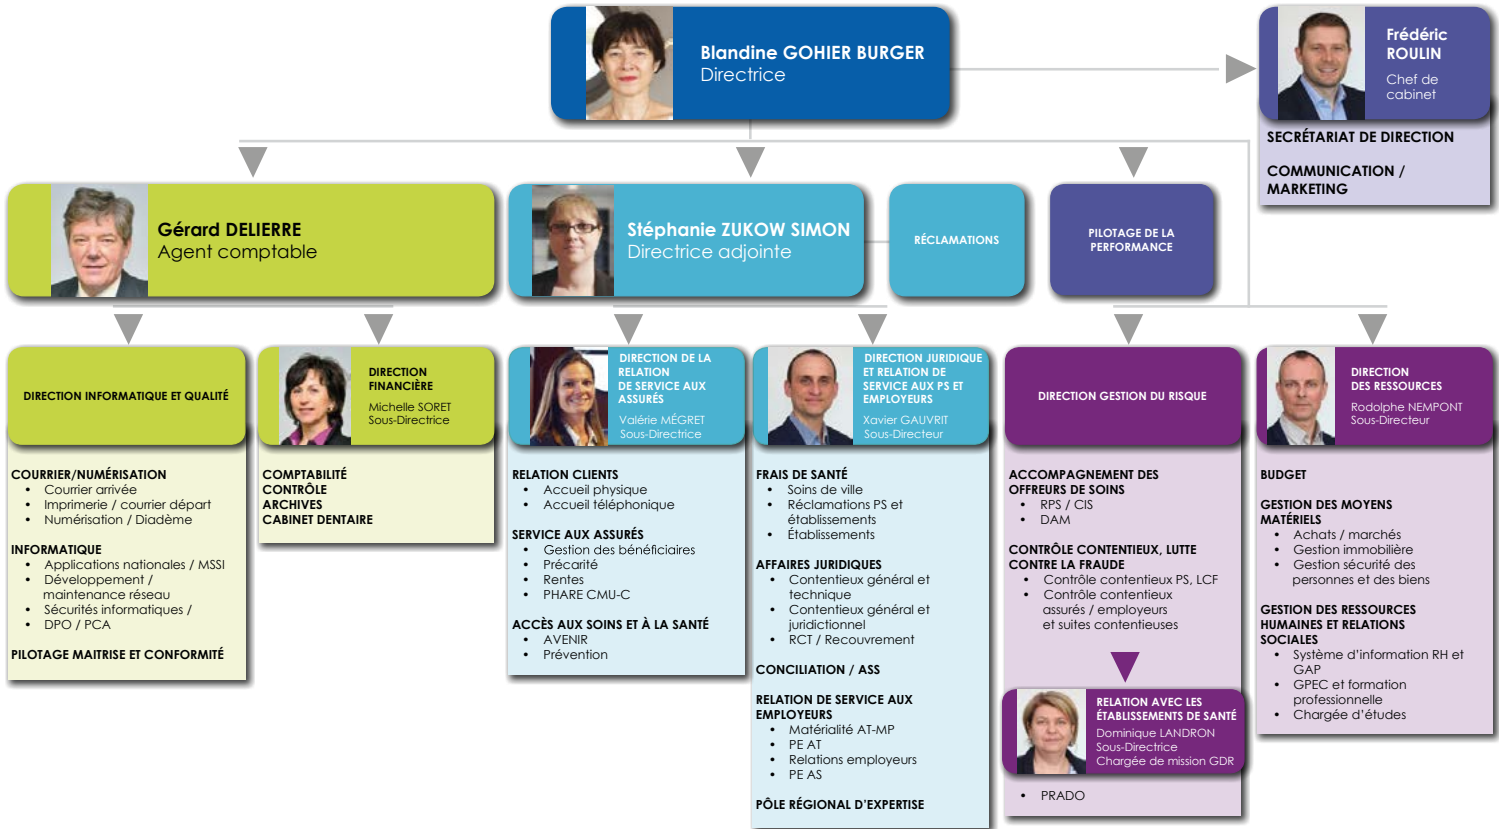 Blandine GOHIER BURGER
Directrice
Frédéric
ROULIN
Chef de
cabinet
SECRÉTARIAT DE DIRECTION
COMMUNICATION /
MARKETING
Gérard DELIERRE
Agent comptable
Stéphanie ZUKOW SIMON
Directrice adjointe
RÉCLAMATIONS
PILOTAGE DE LA
PERFORMANCE
DIRECTION INFORMATIQUE ET QUALITÉ
COURRIER/NUMÉRISATION
• Courrier arrivée
• Imprimerie / courrier départ
• Numérisation / Diadème
INFORMATIQUE
• Applications nationales / MSSI
• Développement /
maintenance réseau
• Sécurités informatiques /
• DPO / PCA
PILOTAGE MAITRISE ET CONFORMITÉ
DIRECTION
FINANCIÈRE
Michelle SORET
Sous-Directrice
COMPTABILITÉ
CONTRÔLE
ARCHIVES
CABINET DENTAIRE
DIRECTION DE LA
RELATION
DE SERVICE AUX
ASSURÉS
Valérie MÉGRET
Sous-Directrice
RELATION CLIENTS
• Accueil physique
• Accueil téléphonique
SERVICE AUX ASSURÉS
• Gestion des bénéficiaires
• Précarité
• Rentes
• PHARE CMU-C
ACCÈS AUX SOINS ET À LA SANTÉ
• AVENIR
• Prévention
DIRECTION JURIDIQUE
ET RELATION DE
SERVICE AUX PS ET
EMPLOYEURS
Xavier GAUVRIT
Sous-Directeur
FRAIS DE SANTÉ
• Soins de ville
• Réclamations PS et
établissements
• Établissements
AFFAIRES JURIDIQUES
• Contentieux général et
technique
• Contentieux général et
juridictionnel
• RCT / Recouvrement
CONCILIATION / ASS
RELATION DE SERVICE AUX
EMPLOYEURS
• Matérialité AT-MP
• PE AT
• Relations employeurs
• PE AS
PÔLE RÉGIONAL D'EXPERTISE
DIRECTION GESTION DU RISQUE
ACCOMPAGNEMENT DES
OFFREURS DE SOINS
• RPS / CIS
• DAM
CONTRÔLE CONTENTIEUX, LUTTE
CONTRE LA FRAUDE
• Contrôle contentieux PS, LCF
• Contrôle contentieux
assurés / employeurs
et suites contentieuses
RELATION AVEC LES
ÉTABLISSEMENTS DE SANTÉ
Dominique LANDRON
Sous-Directrice
Chargée de mission GDR
• PRADO
DIRECTION
DES RESSOURCES
Rodolphe NEMPONT
Sous-Directeur
BUDGET
GESTION DES MOYENS
MATÉRIELS
• Achats / marchés
• Gestion immobilière
• Gestion sécurité des
personnes et des biens
GESTION DES RESSOURCES
HUMAINES ET RELATIONS
SOCIALES
• Système d'information RH et
GAP
• GPEC et formation
professionnelle
• Chargée d'études